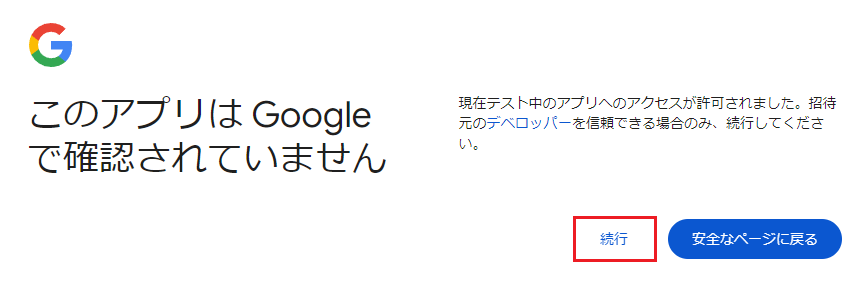 このアプリは Google
で確認されていません
現在テスト中のアプリへのアクセスが許可されました。招待
元のデベロッパーを信頼できる場合のみ、続行してくださ
い。
続行
安全なページに戻る